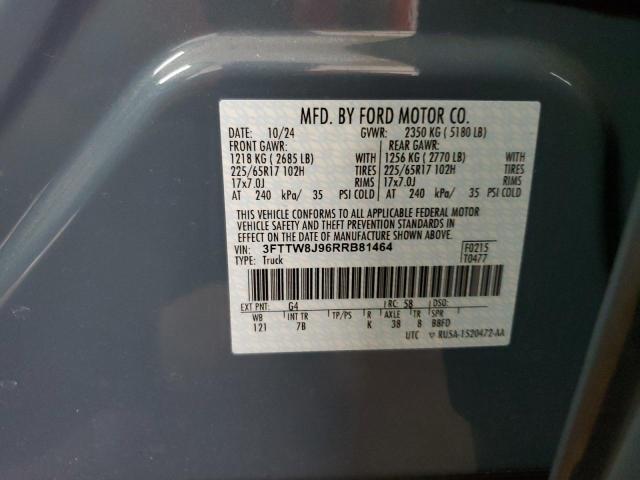 MFD. BY FORD MOTOR CO.
DATE: 10/24 GVWR: 2350 KG ( 5180 LB)
FRONT GAWR: REAR GAWR:
1218 KG ( 2685 LB) WITH 1256 KG ( 2770 LB) WITH
225/65R17 102H TIRES 225/65R17 102H TIRES
17x7.0J RIMS 17x7.0J RIMS
AT 240 kPa/ 35 PSI COLD AT 240 kPa/ 35 PSI COLD
THIS VEHICLE CONFORMS TO ALL APPLICABLE FEDERAL MOTOR
VEHICLE SAFETY AND THEFT PREVENTION STANDARDS IN
EFFECT ON THE DATE OF MANUFACTURE SHOWN ABOVE.
VIN: 3FTTW8J96RRB81464 F0215
TYPE: Truck T0477
EXT PNT: G4 RC: 58 DSO:
WB INT TR TP/PS R AXLE TR SPR
121 7B K 38 8 BBFD
UTC ▽ RU5A-1520472-AA